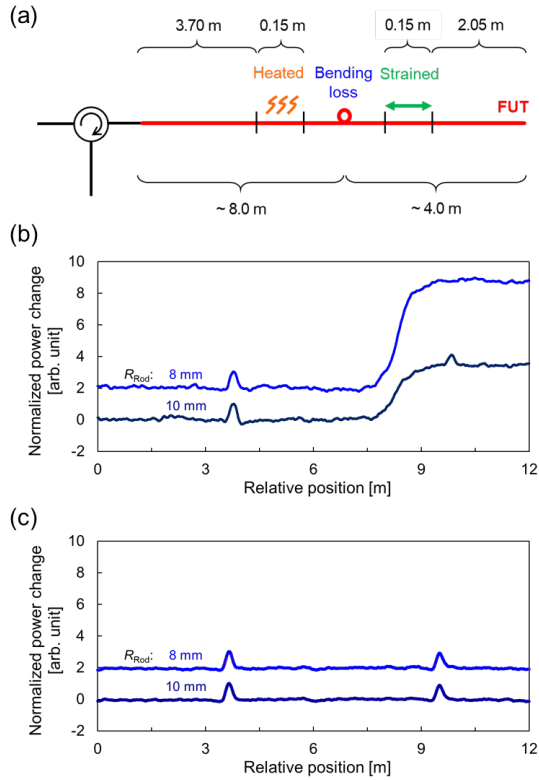 (a)
3.70 m 0.15 m 0.15 m 2.05 m
Heated Bending loss Strained
FUT
~ 8.0 m ~ 4.0 m
(b)
Normalized power change
[arb. unit]
10
8
6
4
2
0
-2
R_Rod: 8 mm
10 mm
0 3 6 9 12
Relative position [m]
(c)
Normalized power change
[arb. unit]
10
8
6
4
2
0
-2
R_Rod: 8 mm
10 mm
0 3 6 9 12
Relative position [m]